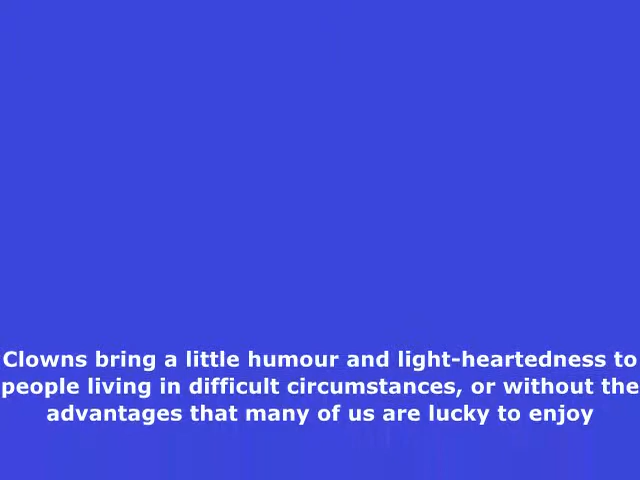 Clowns bring a little humour and light-heartedness to
people living in difficult circumstances, or without the
advantages that many of us are lucky to enjoy